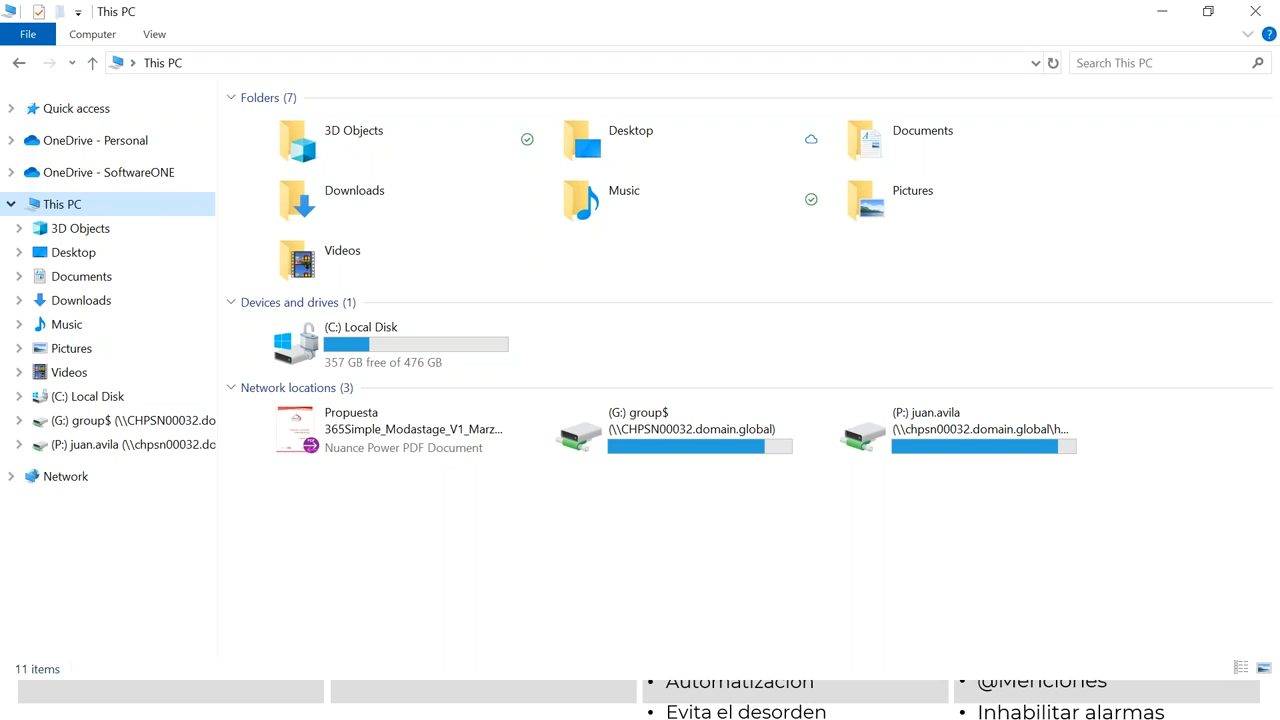 This PC
File
Computer
View
This PC
Search This PC
Quick access
OneDrive - Personal
OneDrive - SoftwareONE
This PC
3D Objects
Desktop
Documents
Downloads
Music
Pictures
Videos
(C:) Local Disk
(G:) group$ (\\CHPSN00032.do
(P:) juan.avila (\\chpsn00032.do
Network
Folders (7)
3D Objects
Desktop
Documents
Downloads
Music
Pictures
Videos
Devices and drives (1)
(C:) Local Disk
357 GB free of 476 GB
Network locations (3)
Propuesta
365Simple_Modastage_V1_Marz...
Nuance Power PDF Document
(G:) group$
(\\CHPSN00032.domain.global)
(P:) juan.avila
(\\chpsn00032.domain.global\h...
11 items
• Automatización
• Evita el desorden
• @Menciones
• Inhabilitar alarmas